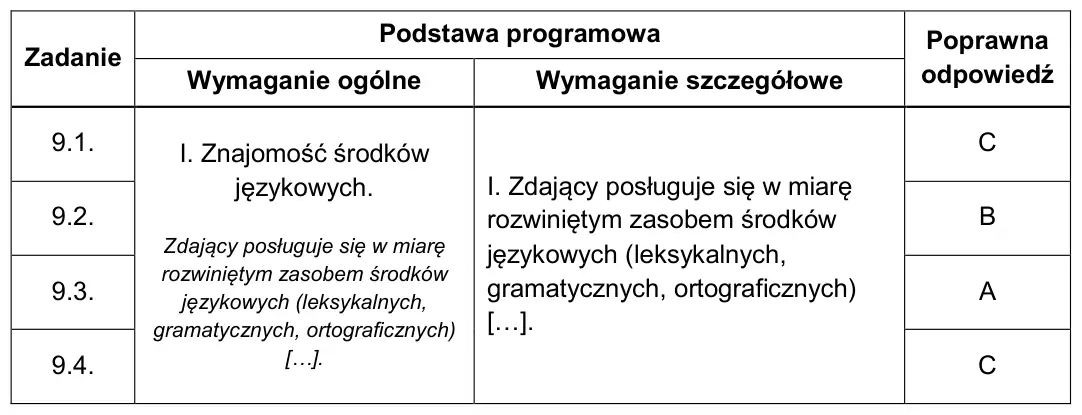 Zadanie
Podstawa programowa
Poprawna
odpowiedź
Wymaganie ogólne
Wymaganie szczegółowe
9.1.
I. Znajomość środków
językowych.
Zdający posługuje się w miarę
rozwiniętym zasobem środków
językowych (leksykalnych,
gramatycznych, ortograficznych)
[…].
I. Zdający posługuje się w miarę
rozwiniętym zasobem środków
językowych (leksykalnych,
gramatycznych, ortograficznych)
[…].
C
9.2.
B
9.3.
A
9.4.
C